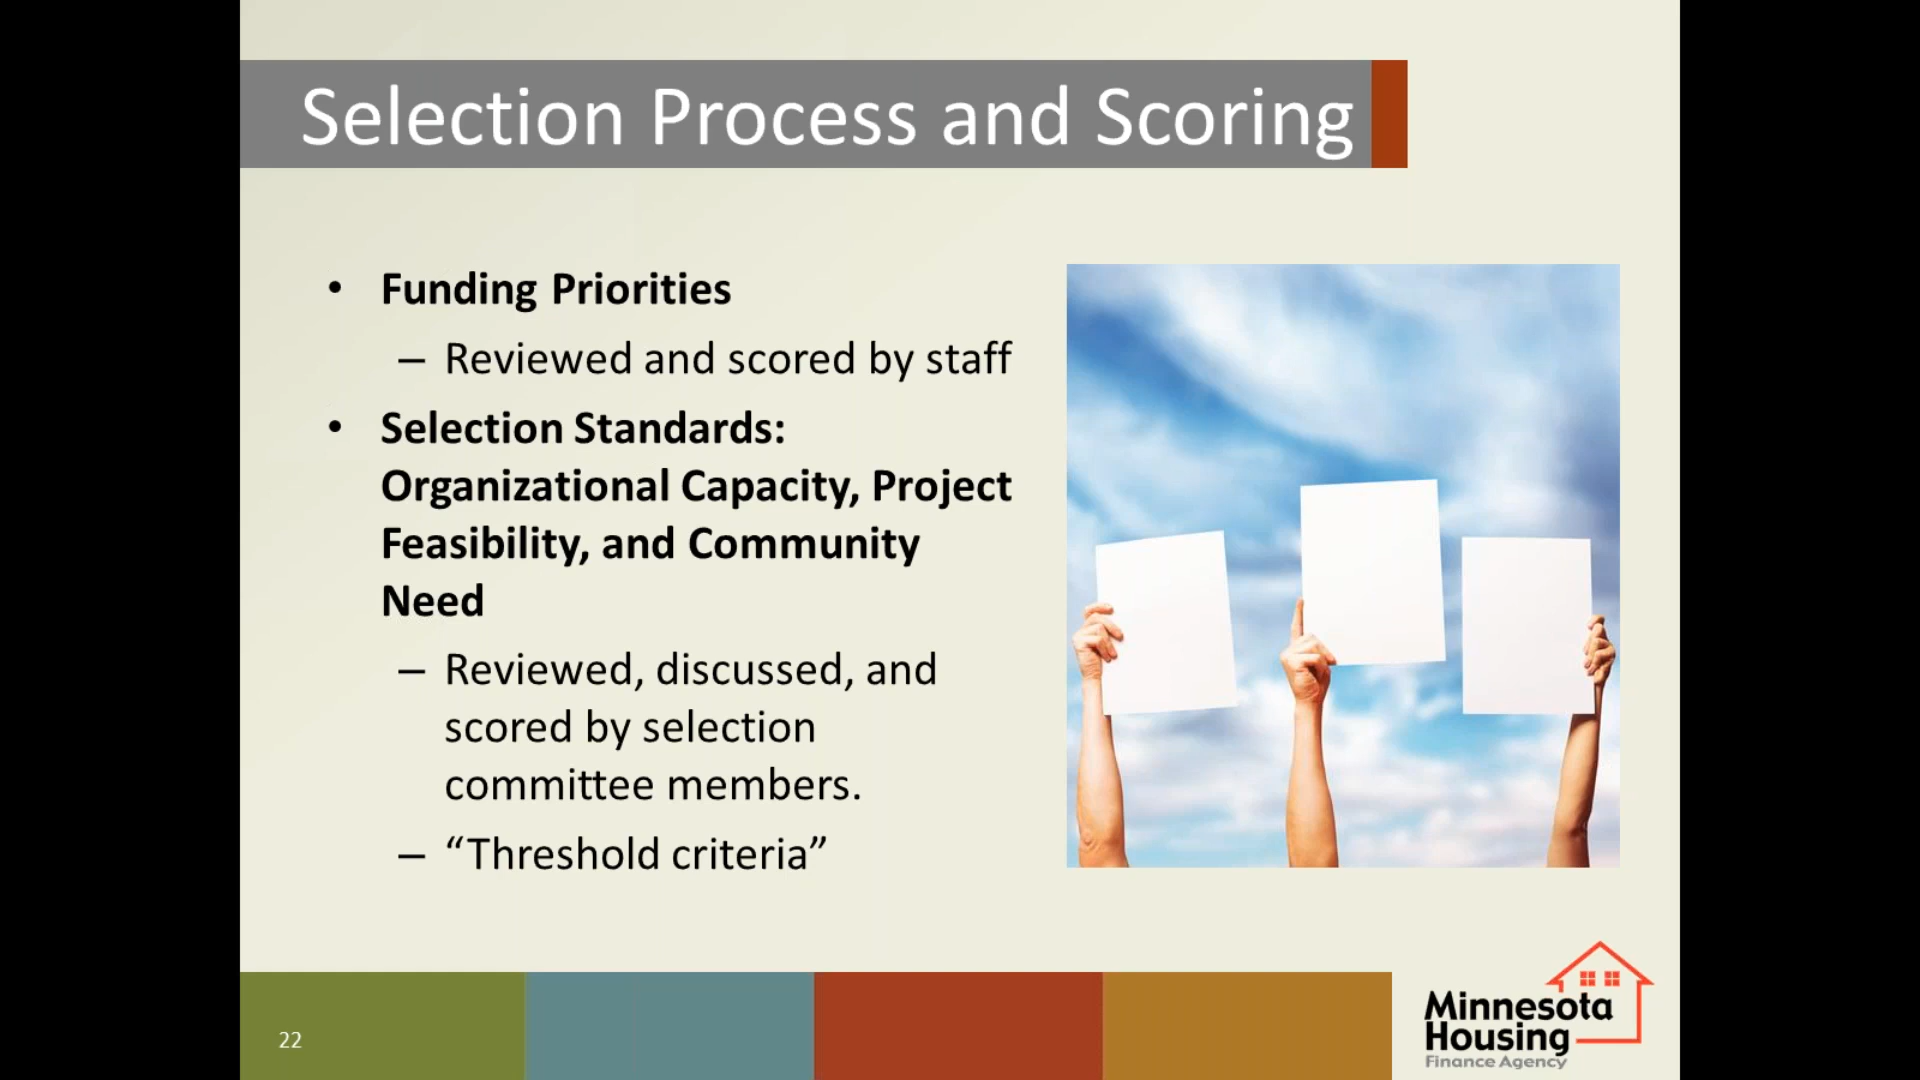 Selection Process and Scoring
• Funding Priorities
– Reviewed and scored by staff
• Selection Standards:
Organizational Capacity, Project
Feasibility, and Community
Need
– Reviewed, discussed, and
scored by selection
committee members.
– “Threshold criteria”
22
Minnesota
Housing
Finance Agency